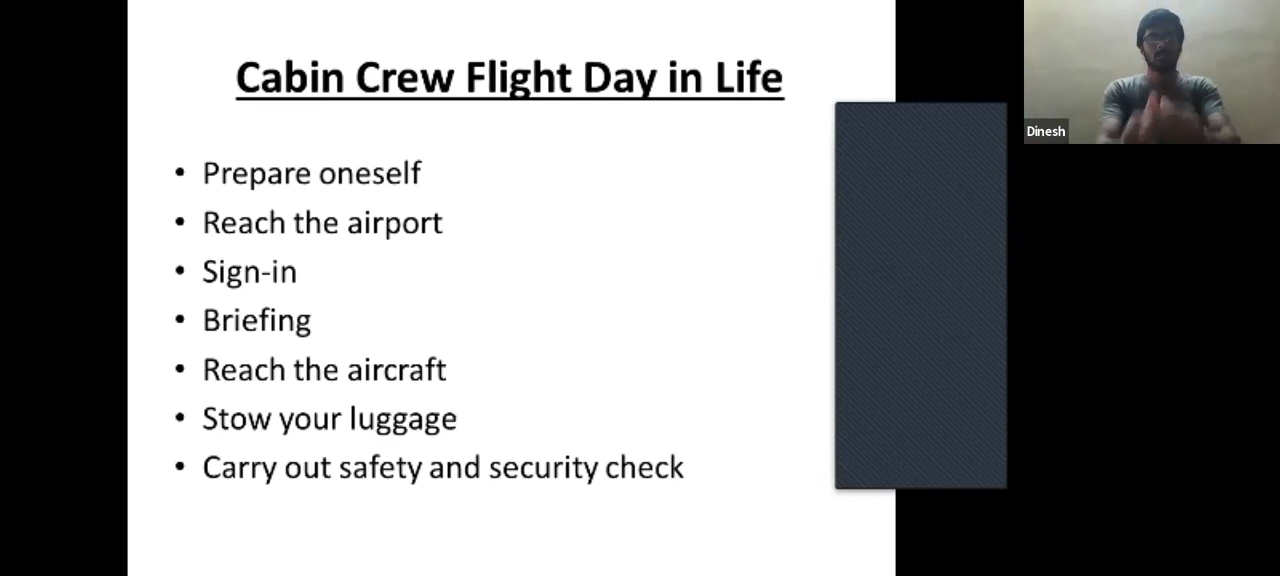 Cabin Crew Flight Day in Life
• Prepare oneself
• Reach the airport
• Sign-in
• Briefing
• Reach the aircraft
• Stow your luggage
• Carry out safety and security check
Dinesh